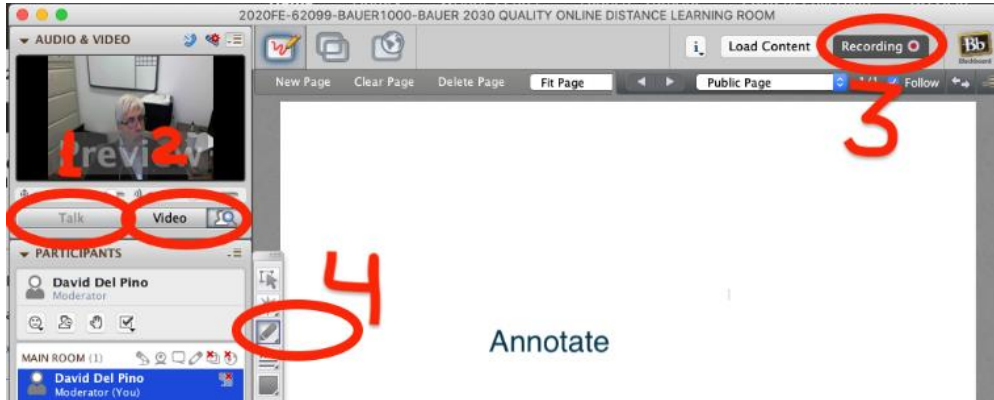 2020FE-62099-BAUER1000-BAUER 2030 QUALITY ONLINE DISTANCE LEARNING ROOM
AUDIO & VIDEO
i Load Content Recording Bb
3
New Page Clear Page Delete Page Fit Page Public Page 1/1 Follow
Preview
1 2
Talk Video
PARTICIPANTS
David Del Pino
Moderator
4
Annotate
MAIN ROOM (1)
David Del Pino
Moderator (You)